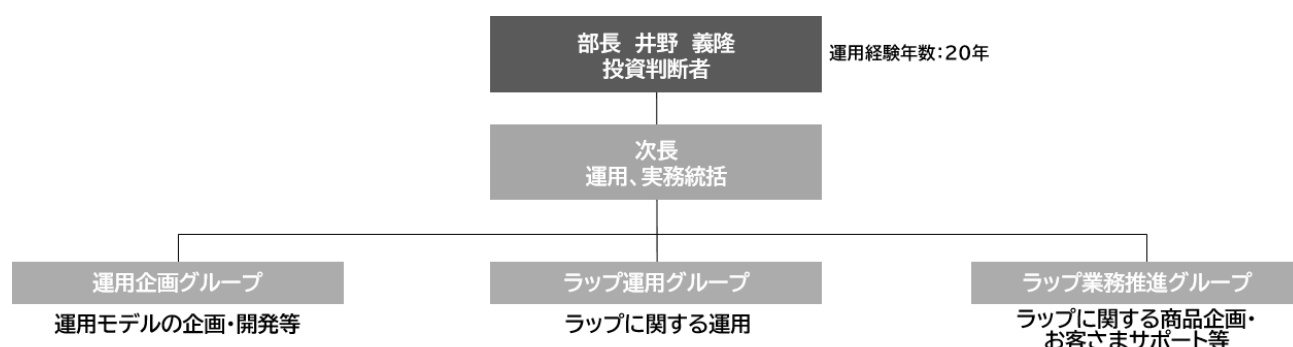 部長 井野 義隆
投資判断者
運用経験年数：20年
次長
運用、実務統括
運用企画グループ
ラップ運用グループ
ラップ業務推進グループ
運用モデルの企画・開発等
ラップに関する運用
ラップに関する商品企画・
お客さまサポート等